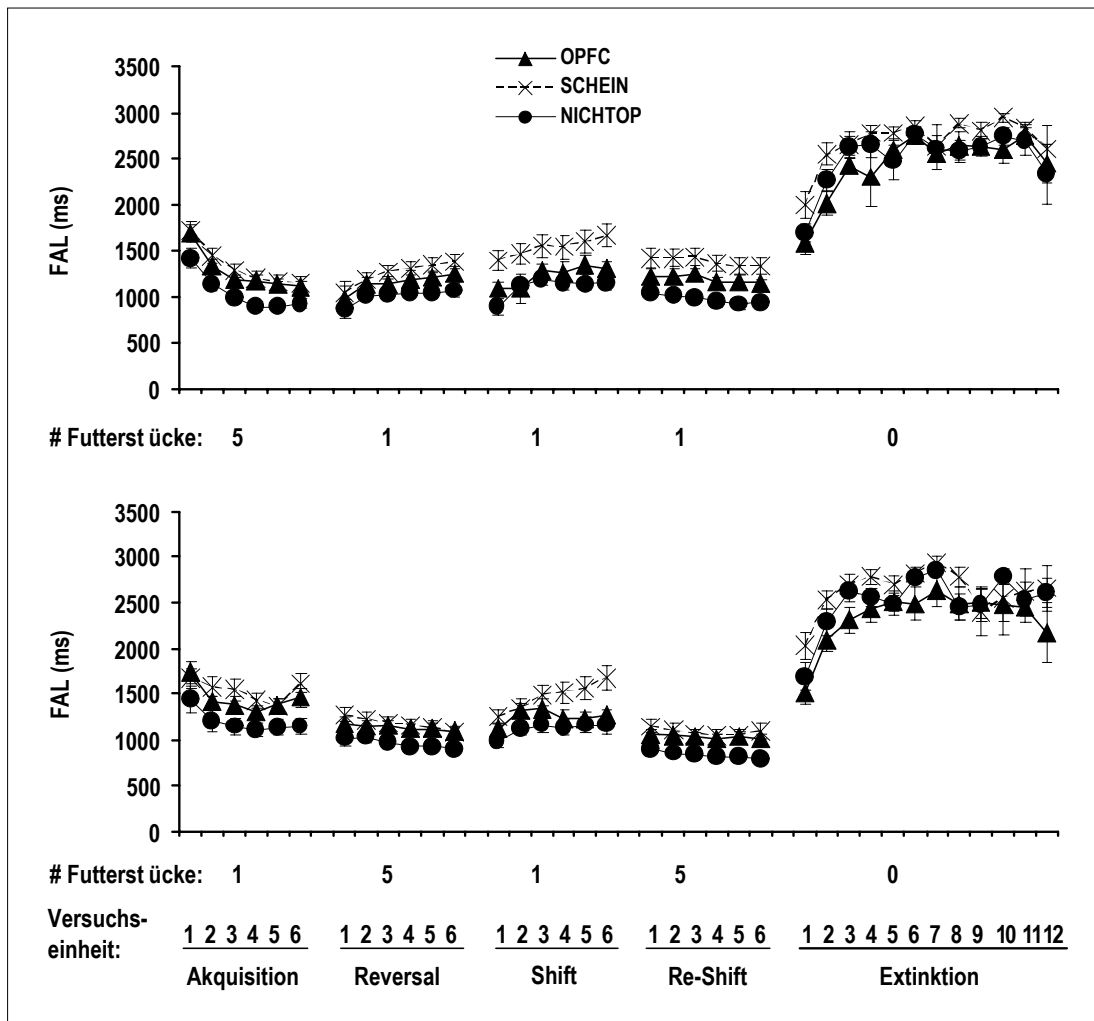 OPFC
SCHEIN
NICHTOP
3500
3000
2500
2000
1500
1000
500
0
FAL (ms)
# Futterst ücke: 5 1 1 1 0
3500
3000
2500
2000
1500
1000
500
0
FAL (ms)
# Futterst ücke: 1 5 1 5 0
Versuchs-
einheit:
1 2 3 4 5 6 1 2 3 4 5 6 1 2 3 4 5 6 1 2 3 4 5 6 1 2 3 4 5 6 7 8 9 10 11 12
Akquisition Reversal Shift Re-Shift Extinktion